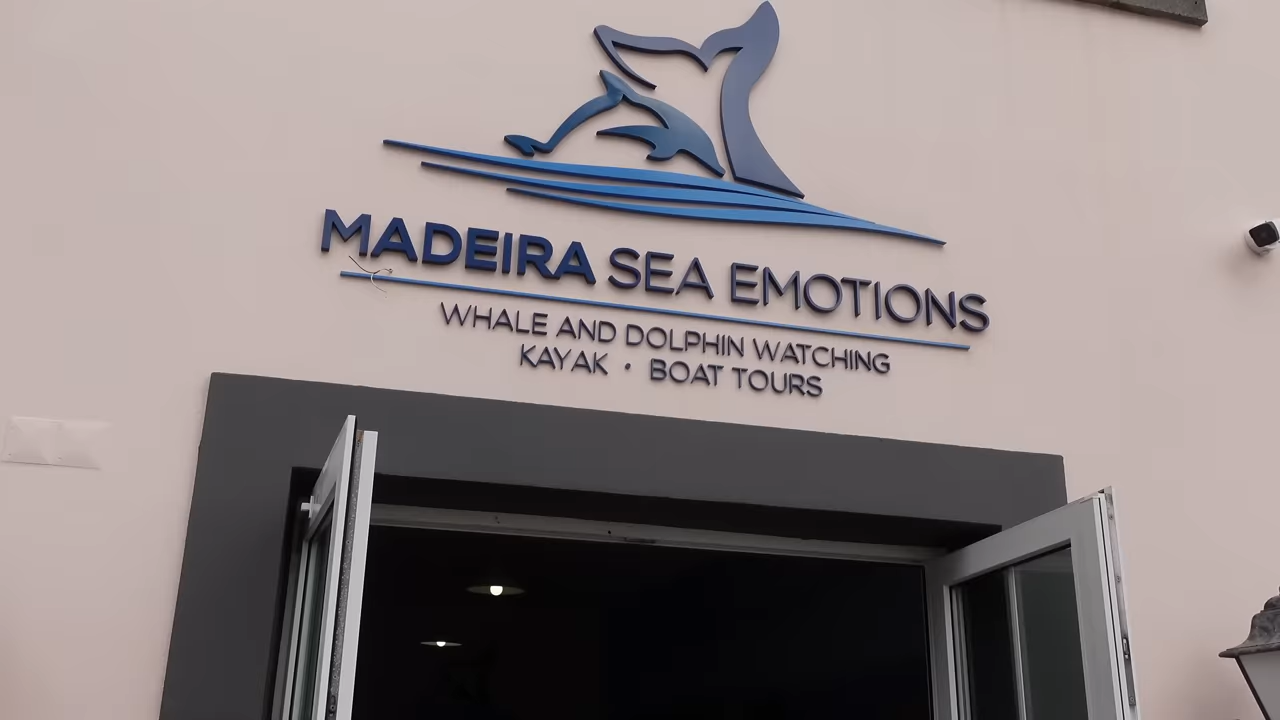 MADEIRA SEA EMOTIONS
WHALE AND DOLPHIN WATCHING
KAYAK · BOAT TOURS